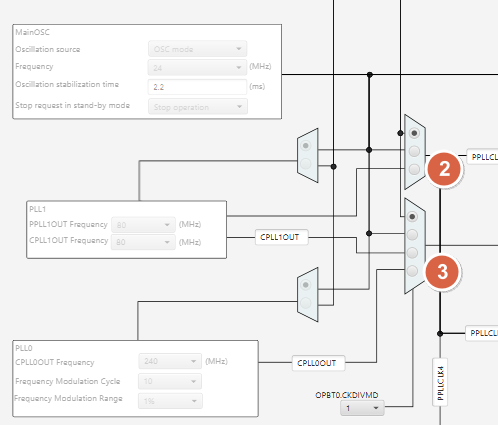 MainOSC
Oscillation source OSC mode
Frequency 24 (MHz)
Oscillation stabilization time 2.2 (ms)
Stop request in stand-by mode Stop operation
2
PPLLCL
PLL1
PPLL1OUT Frequency 80 (MHz)
CPLL1OUT Frequency 80 (MHz)
CPLL1OUT
3
PLL0
CPLL0OUT Frequency 240 (MHz)
Frequency Modulation Cycle 10
Frequency Modulation Range 1%
CPLL0OUT
PPLLCL
PPLLCLK4
OPBT0.CKDIVMD
1